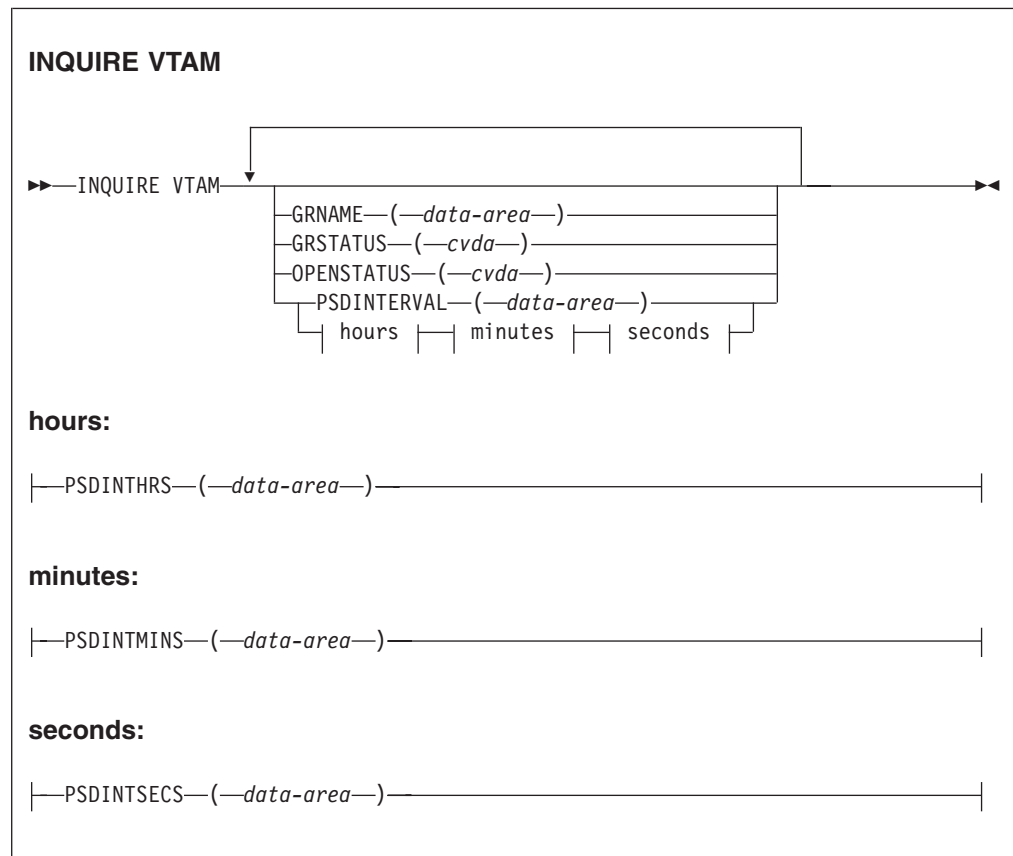 INQUIRE VTAM
INQUIRE VTAM
GRNAME ( data-area )
GRSTATUS ( cvda )
OPENSTATUS ( cvda )
PSDINTERVAL ( data-area )
hours minutes seconds
hours:
PSDINTHRS ( data-area )
minutes:
PSDINTMINS ( data-area )
seconds:
PSDINTSECS ( data-area )